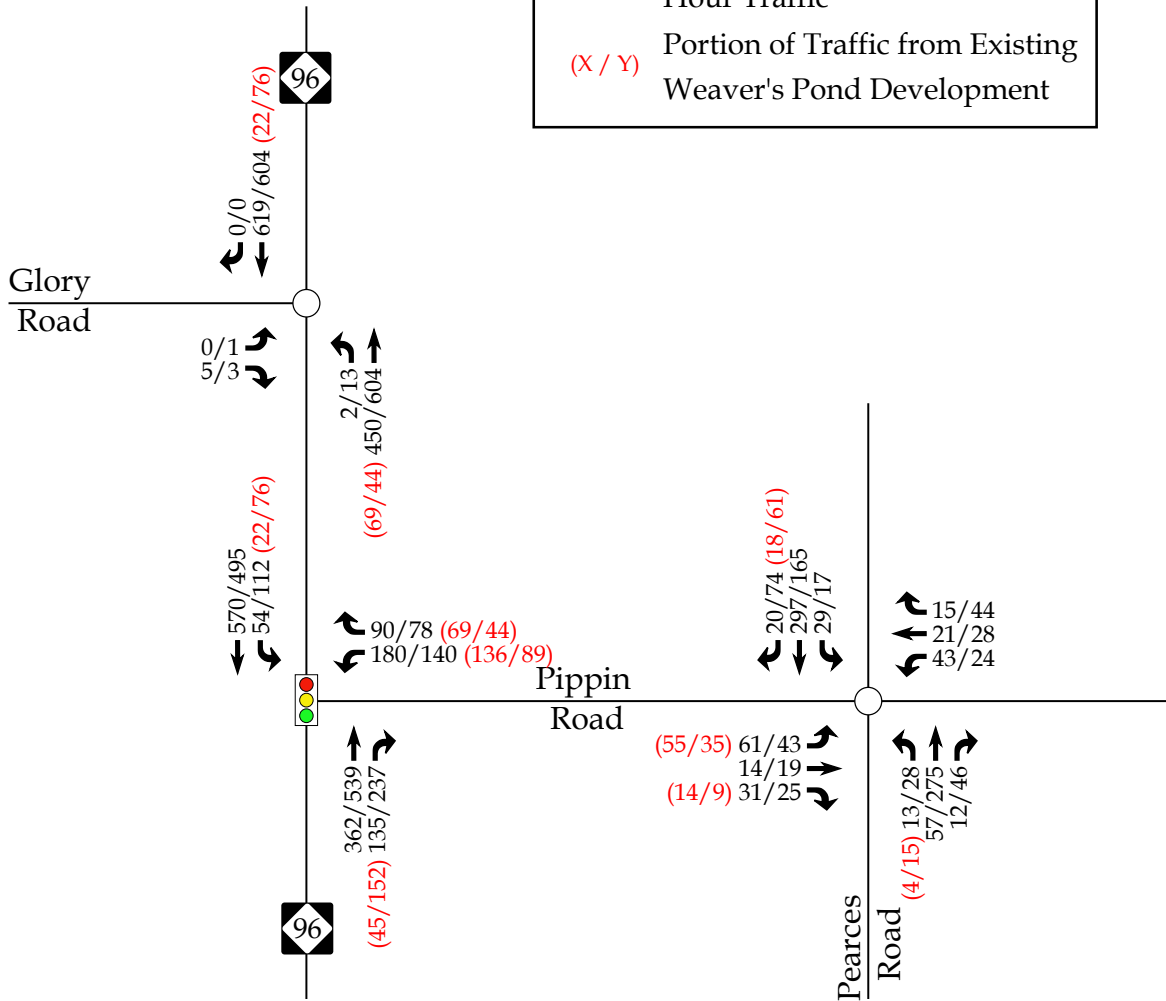 Hour Traffic
(X / Y)
Portion of Traffic from Existing
Weaver's Pond Development
96
0/0
619/604 (22/76)
Glory
Road
0/1
5/3
2/13
(69/44) 450/604
570/495
54/112 (22/76)
90/78 (69/44)
180/140 (136/89)
Pippin
Road
362/539
(45/152) 135/237
96
20/74 (18/61)
297/165
29/17
15/44
21/28
43/24
(55/35) 61/43
14/19
(14/9) 31/25
(4/15) 13/28
57/275
12/46
Pearces
Road